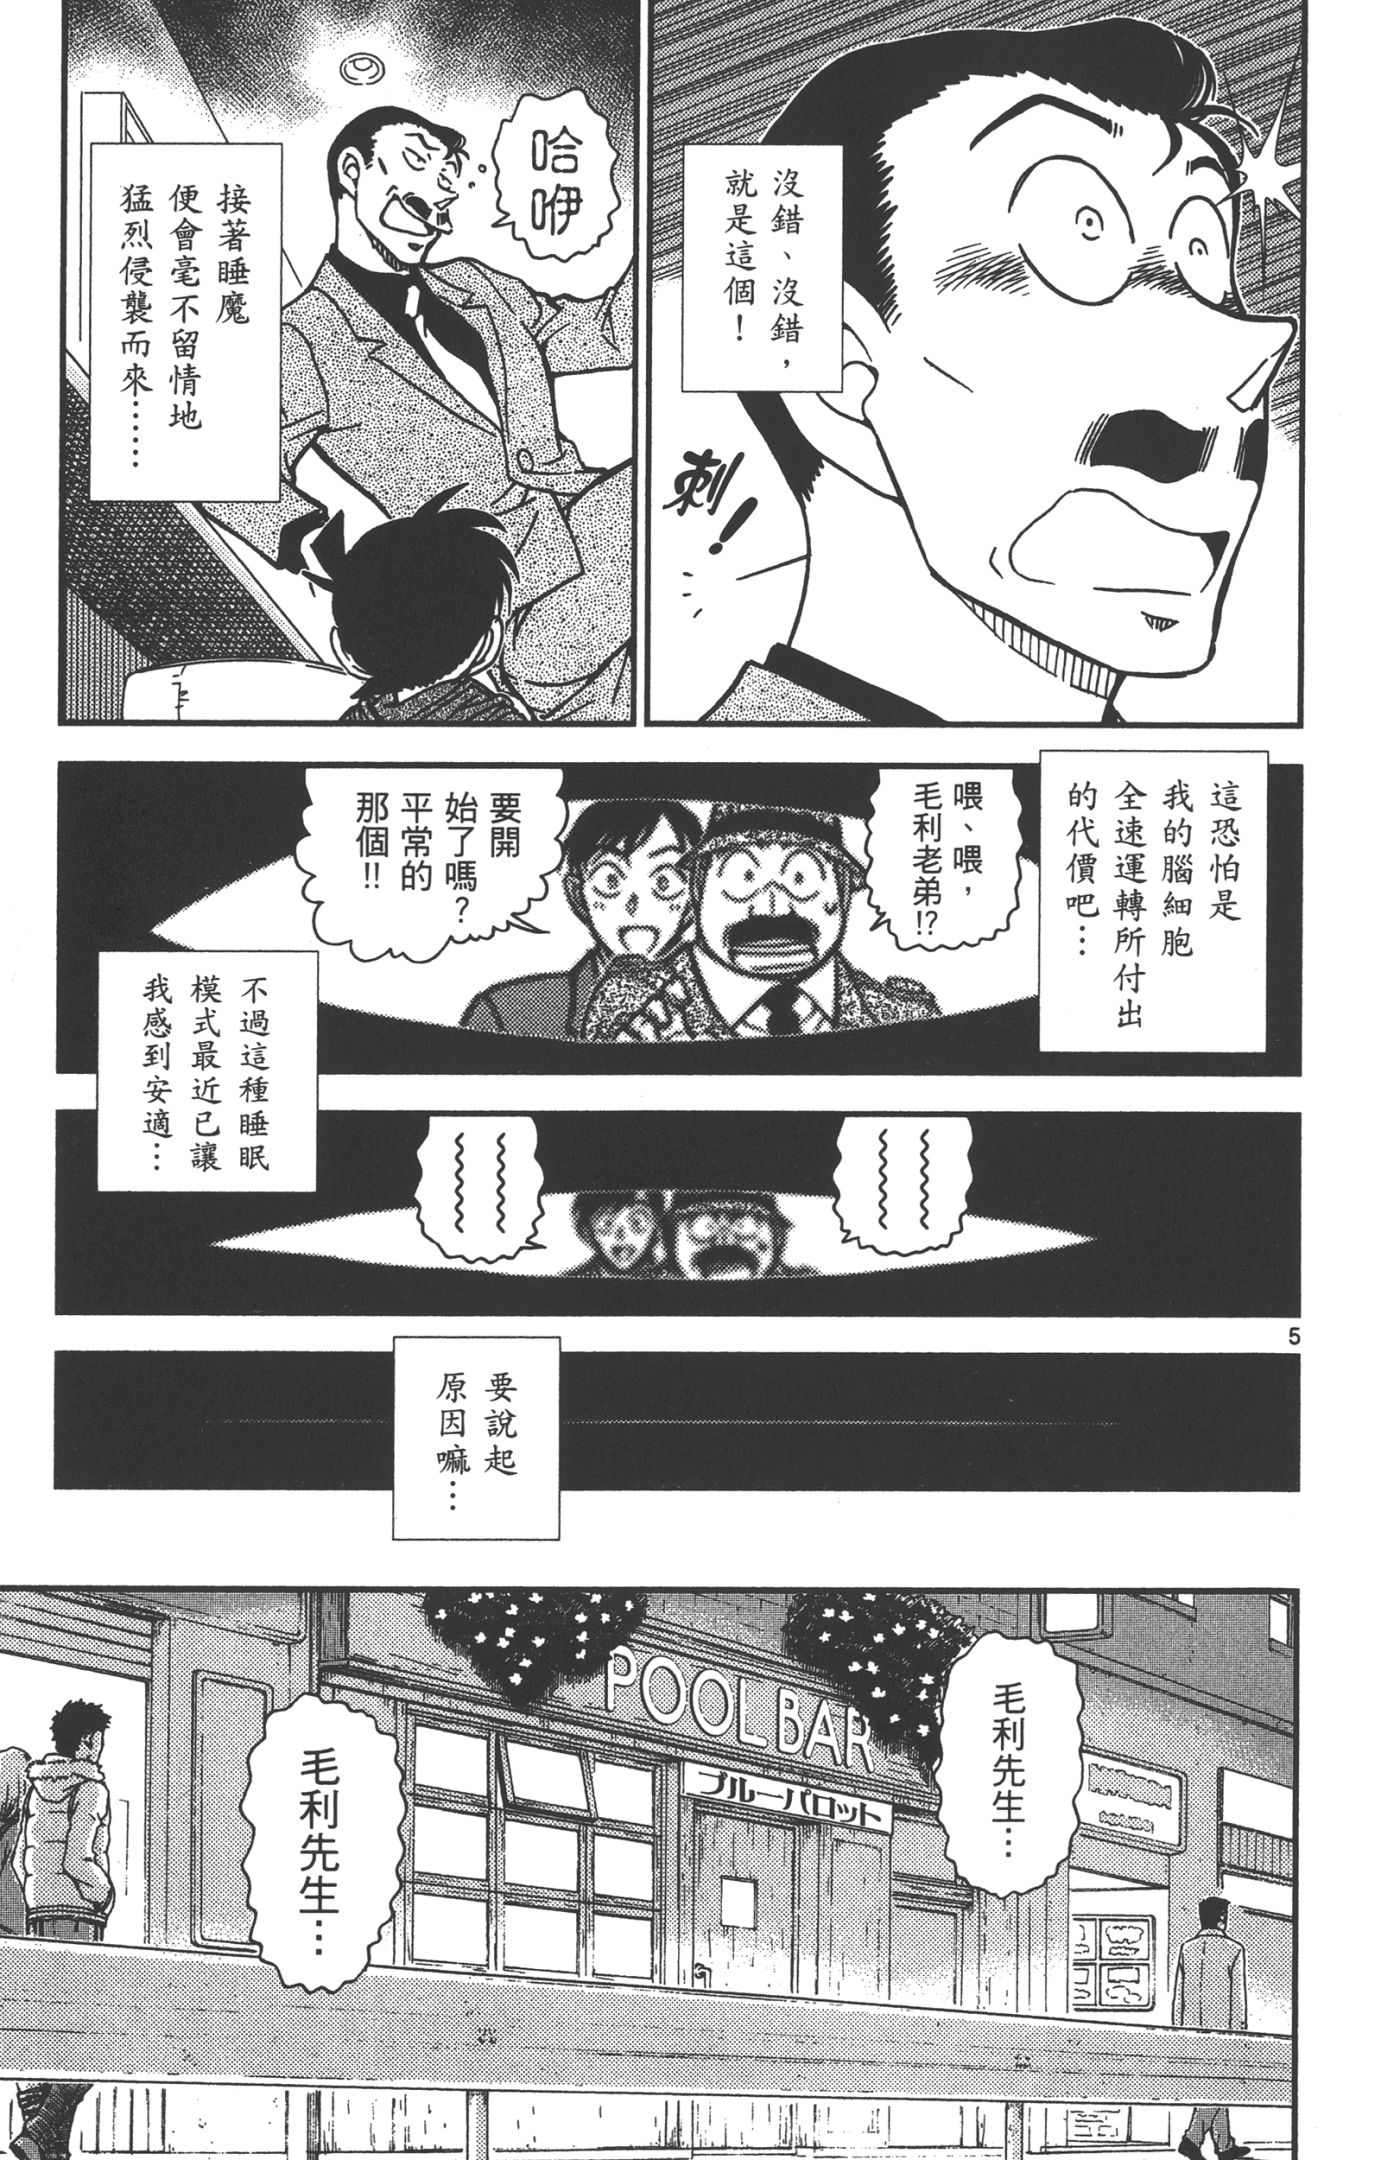 沒錯、沒錯，
就是這個！
刺！
哈咿
接著睡魔
便會毫不留情地
猛烈侵襲而來……
這恐怕是
我的腦細胞
全速運轉所付出
的代價吧…
喂、喂，
毛利老弟!?
要開
始了嗎？
平常的
那個!!
不過這種睡眠
模式最近已讓
我感到安適…
5
要說起
原因嘛…
毛利先生…
POOL BAR
ブルーパロット
毛利先生…